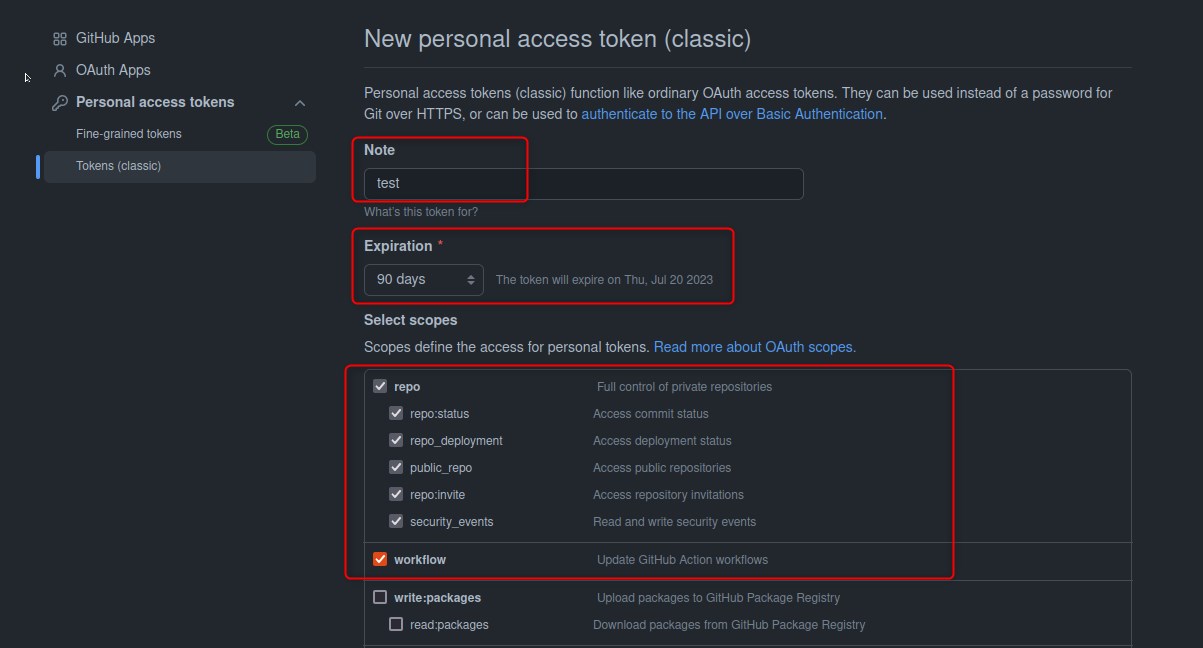 GitHub Apps
OAuth Apps
Personal access tokens
Fine-grained tokens Beta
Tokens (classic)
New personal access token (classic)
Personal access tokens (classic) function like ordinary OAuth access tokens. They can be used instead of a password for
Git over HTTPS, or can be used to authenticate to the API over Basic Authentication.
Note
test
What's this token for?
Expiration *
90 days The token will expire on Thu, Jul 20 2023
Select scopes
Scopes define the access for personal tokens. Read more about OAuth scopes.
repo Full control of private repositories
repo:status Access commit status
repo_deployment Access deployment status
public_repo Access public repositories
repo:invite Access repository invitations
security_events Read and write security events
workflow Update GitHub Action workflows
write:packages Upload packages to GitHub Package Registry
read:packages Download packages from GitHub Package Registry